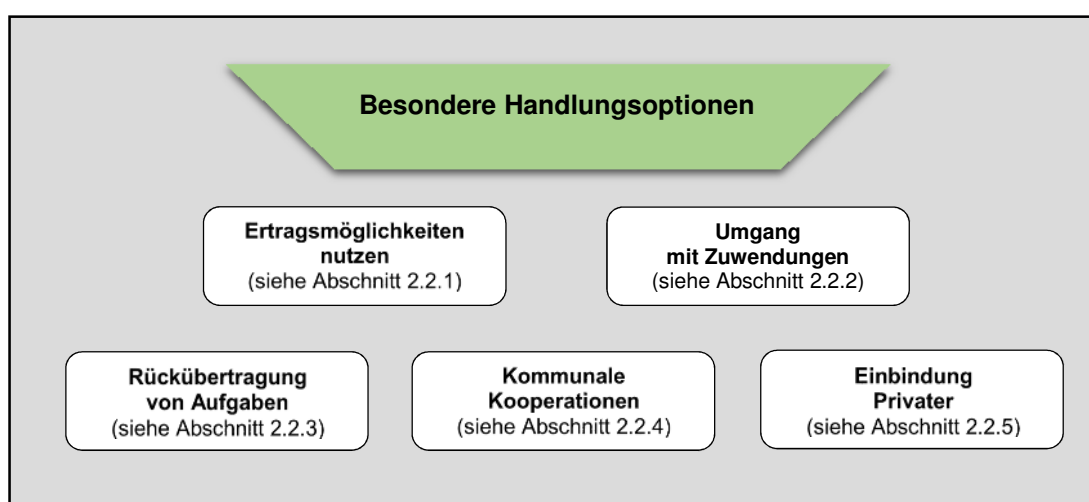 Besondere Handlungsoptionen
Ertragsmöglichkeiten
nutzen
(siehe Abschnitt 2.2.1)
Umgang
mit Zuwendungen
(siehe Abschnitt 2.2.2)
Rückübertragung
von Aufgaben
(siehe Abschnitt 2.2.3)
Kommunale
Kooperationen
(siehe Abschnitt 2.2.4)
Einbindung
Privater
(siehe Abschnitt 2.2.5)